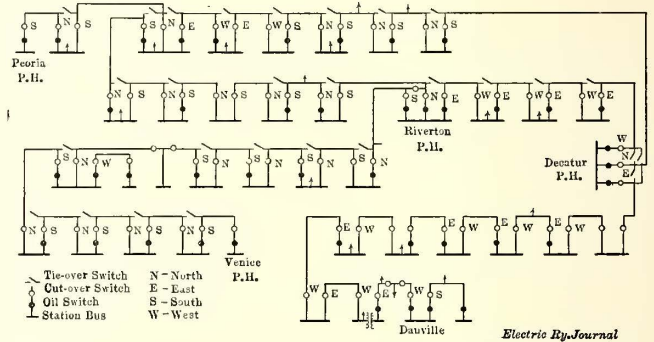 S S S N E W E S W N S N S N S
Peoria
P.H.
N S N S S N S N S N E W E W E W
Riverton
P.H.
W
N
E
Decatur
P.H.
S N W S N S N S N
N S N S N S N S
Venice
P.H.
E W E W E W E W
W E W E W S
Danville
Tie-over Switch N - North
Cut-over Switch E - East
Oil Switch S - South
Station Bus W - West
Electric Ry. Journal